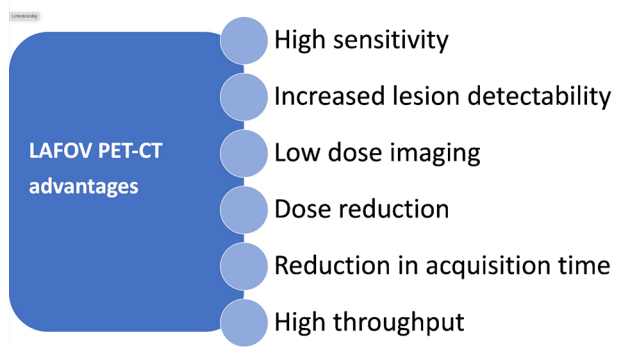 Linksbündig
LAFOV PET-CT
advantages
High sensitivity
Increased lesion detectability
Low dose imaging
Dose reduction
Reduction in acquisition time
High throughput